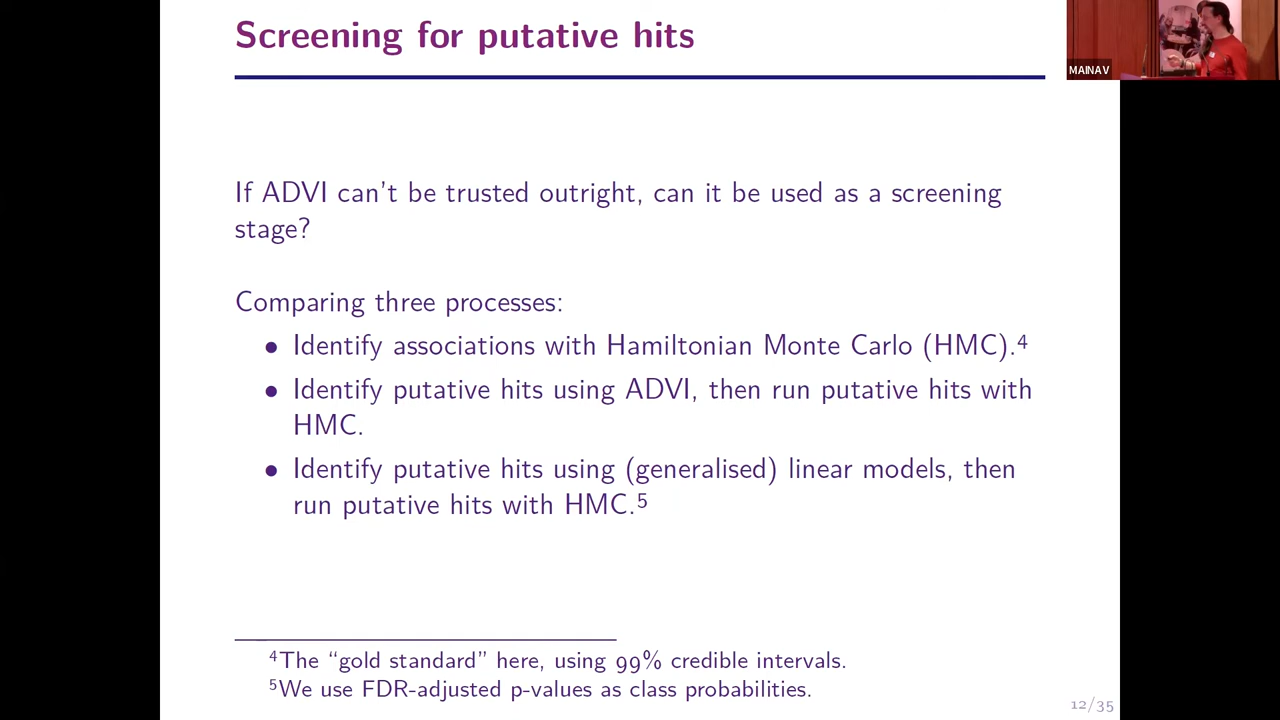 Screening for putative hits
MAINAV
If ADVI can't be trusted outright, can it be used as a screening
stage?
Comparing three processes:
• Identify associations with Hamiltonian Monte Carlo (HMC).⁴
• Identify putative hits using ADVI, then run putative hits with
HMC.
• Identify putative hits using (generalised) linear models, then
run putative hits with HMC.⁵
⁴The “gold standard” here, using 99% credible intervals.
⁵We use FDR-adjusted p-values as class probabilities.
12/35